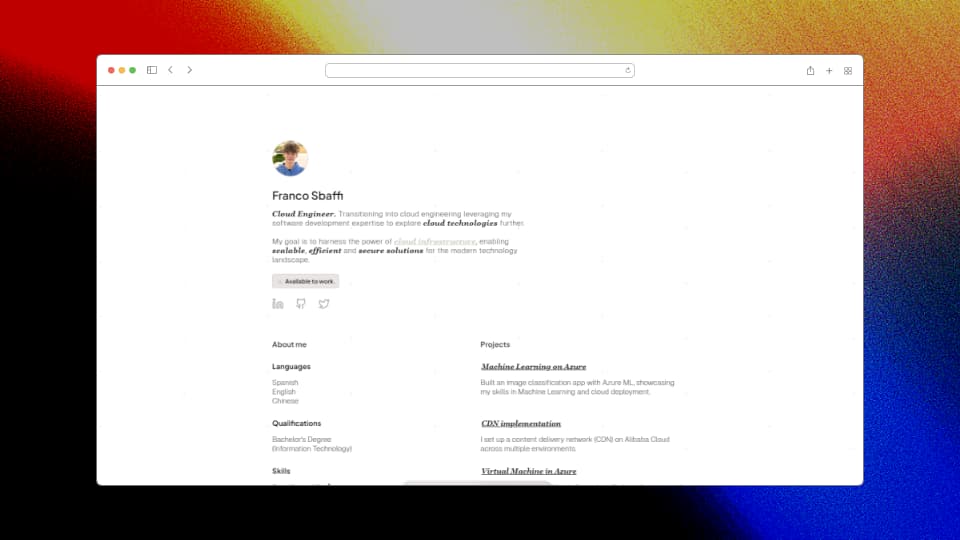 Franco Sbaffi
Cloud Engineer. Transitioning into cloud engineering leveraging my
software development expertise to explore cloud technologies further.
My goal is to harness the power of cloud infrastructure, enabling
scalable, efficient and secure solutions for the modern technology
landscape.
Available to work.
About me
Languages
Spanish
English
Chinese
Qualifications
Bachelor's Degree
(Information Technology)
Skills
Projects
Machine Learning on Azure
Built an image classification app with Azure ML, showcasing
my skills in Machine Learning and cloud deployment.
CDN implementation
I set up a content delivery network (CDN) on Alibaba Cloud
across multiple environments.
Virtual Machine in Azure